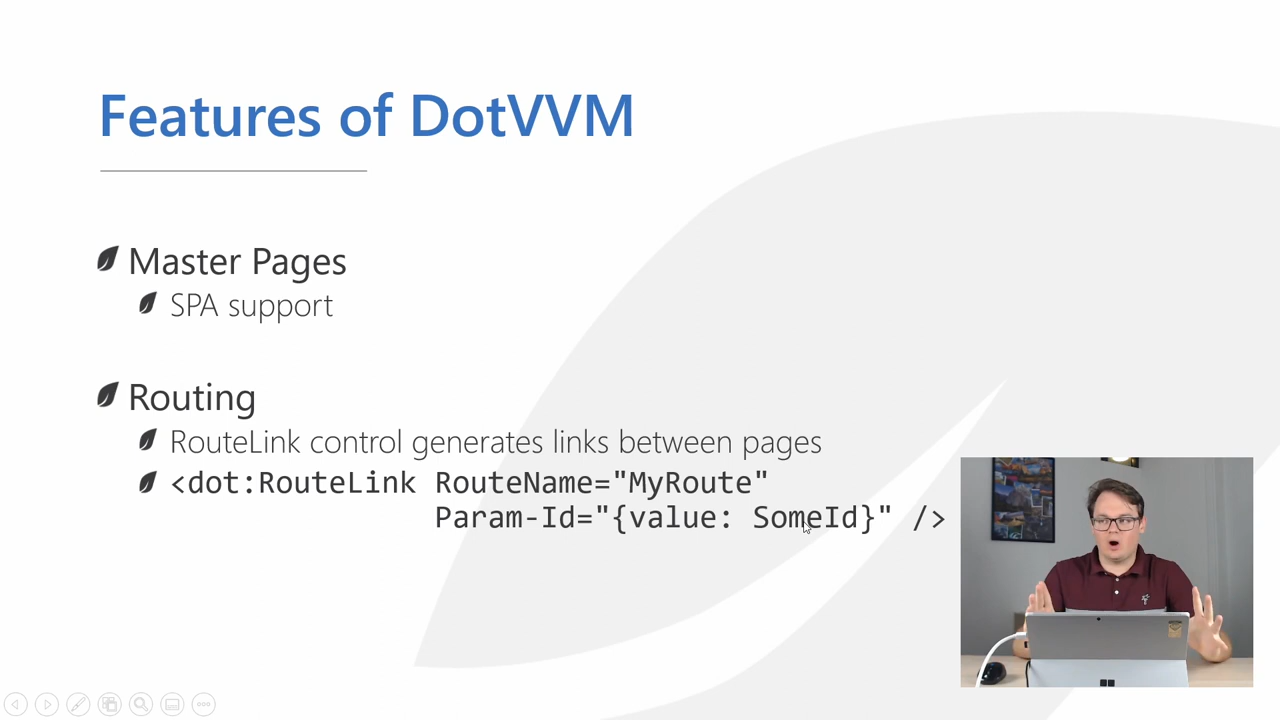 Features of DotVVM
Master Pages
SPA support
Routing
RouteLink control generates links between pages
<dot:RouteLink RouteName="MyRoute"
Param-Id="{value: SomeId}" />